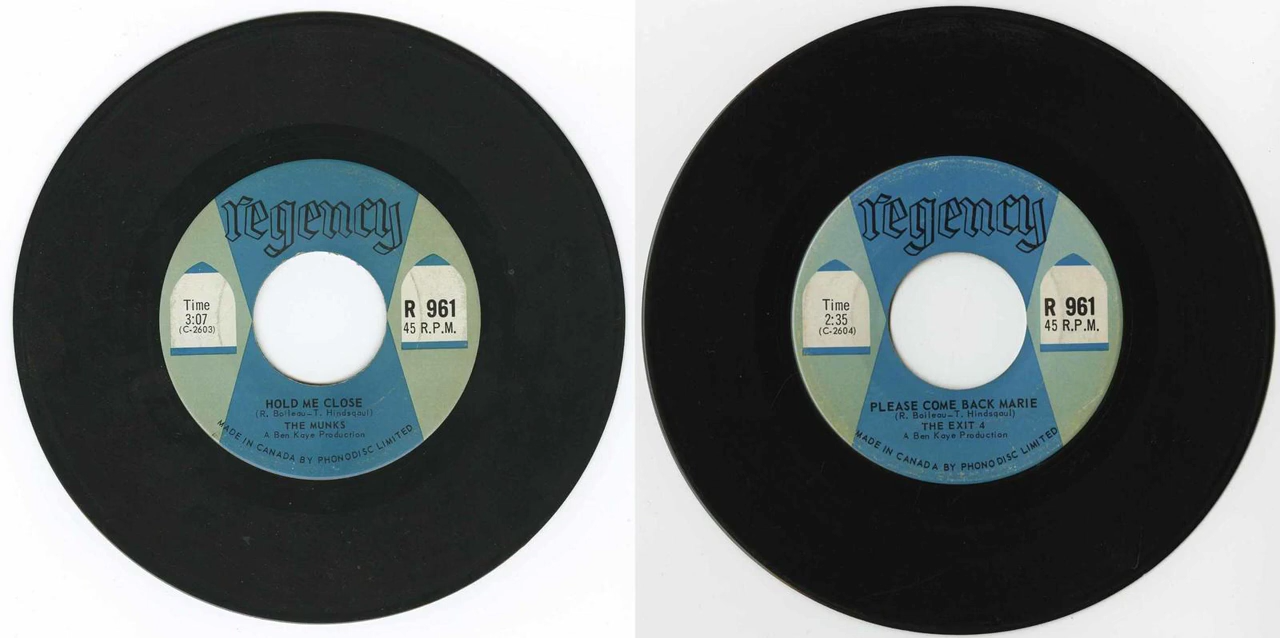 regency
Time
3:07
(C-2603)
R 961
45 R.P.M.
HOLD ME CLOSE
(R. Boileau-T. Hindsgaul)
THE MUNKS
A Ben Kaye Production
MADE IN CANADA BY PHONODISC LIMITED
regency
Time
2:35
(C-2604)
R 961
45 R.P.M.
PLEASE COME BACK MARIE
(R. Boileau-T. Hindsgaul)
THE EXIT 4
A Ben Kaye Production
MADE IN CANADA BY PHONODISC LIMITED